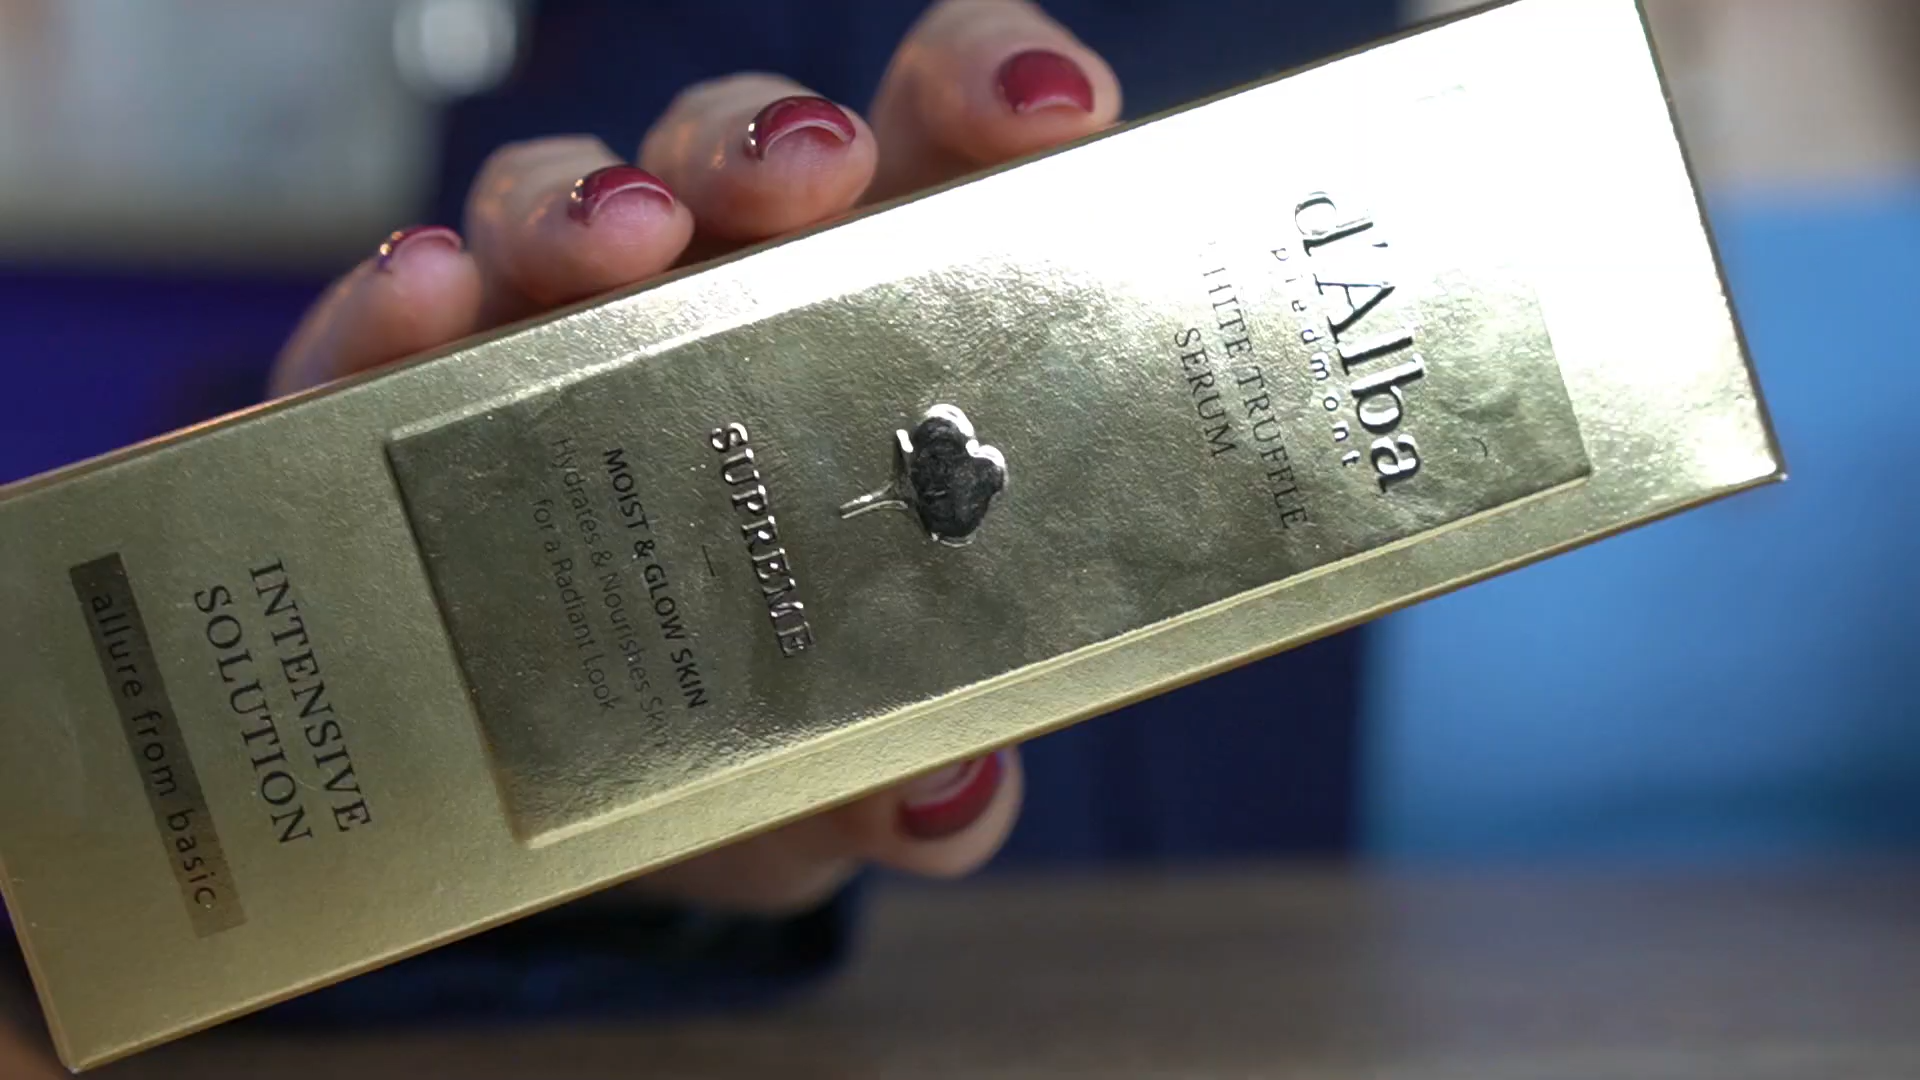 d'Alba
piedmont
WHITE TRUFFLE
SERUM
SUPREME
MOIST & GLOW SKIN
Hydrates & Nourishes Skin
for a Radiant Look
INTENSIVE
SOLUTION
allure from basic